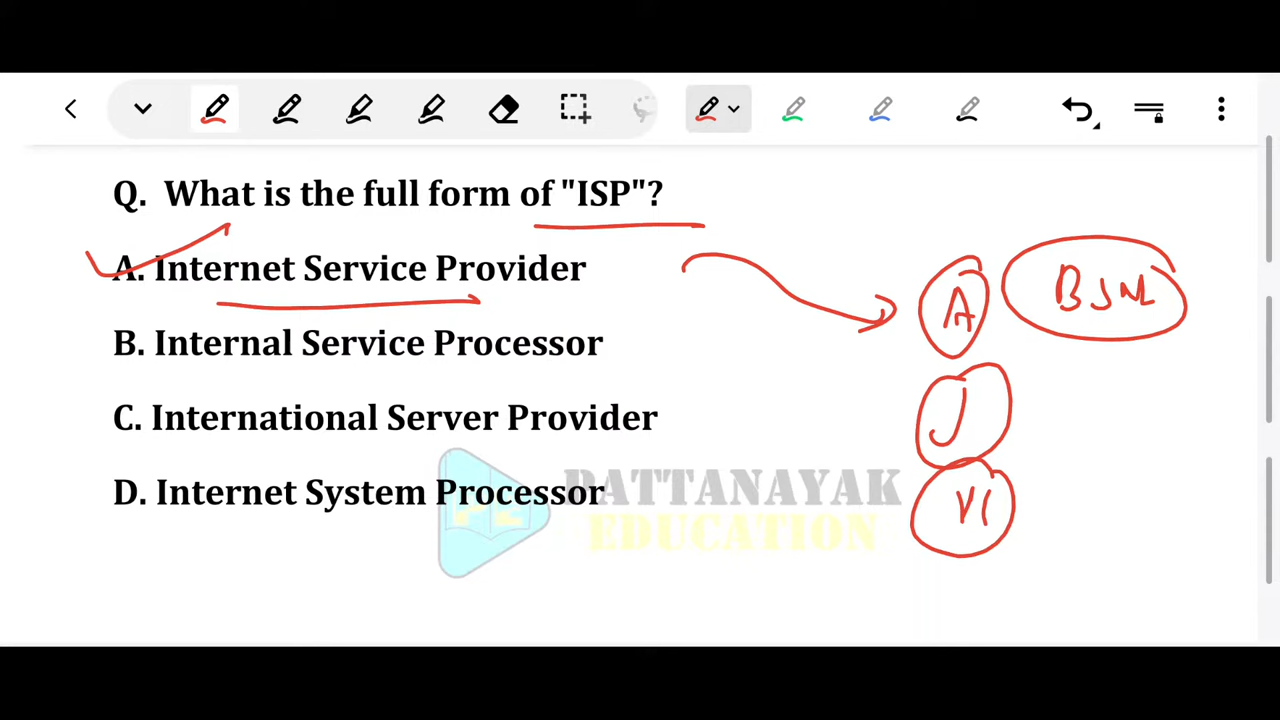 Q. What is the full form of "ISP"?
A. Internet Service Provider
A
B. Internal Service Processor
J
C. International Server Provider
D. Internet System Processor
VI
PATTANAYAK
EDUCATION